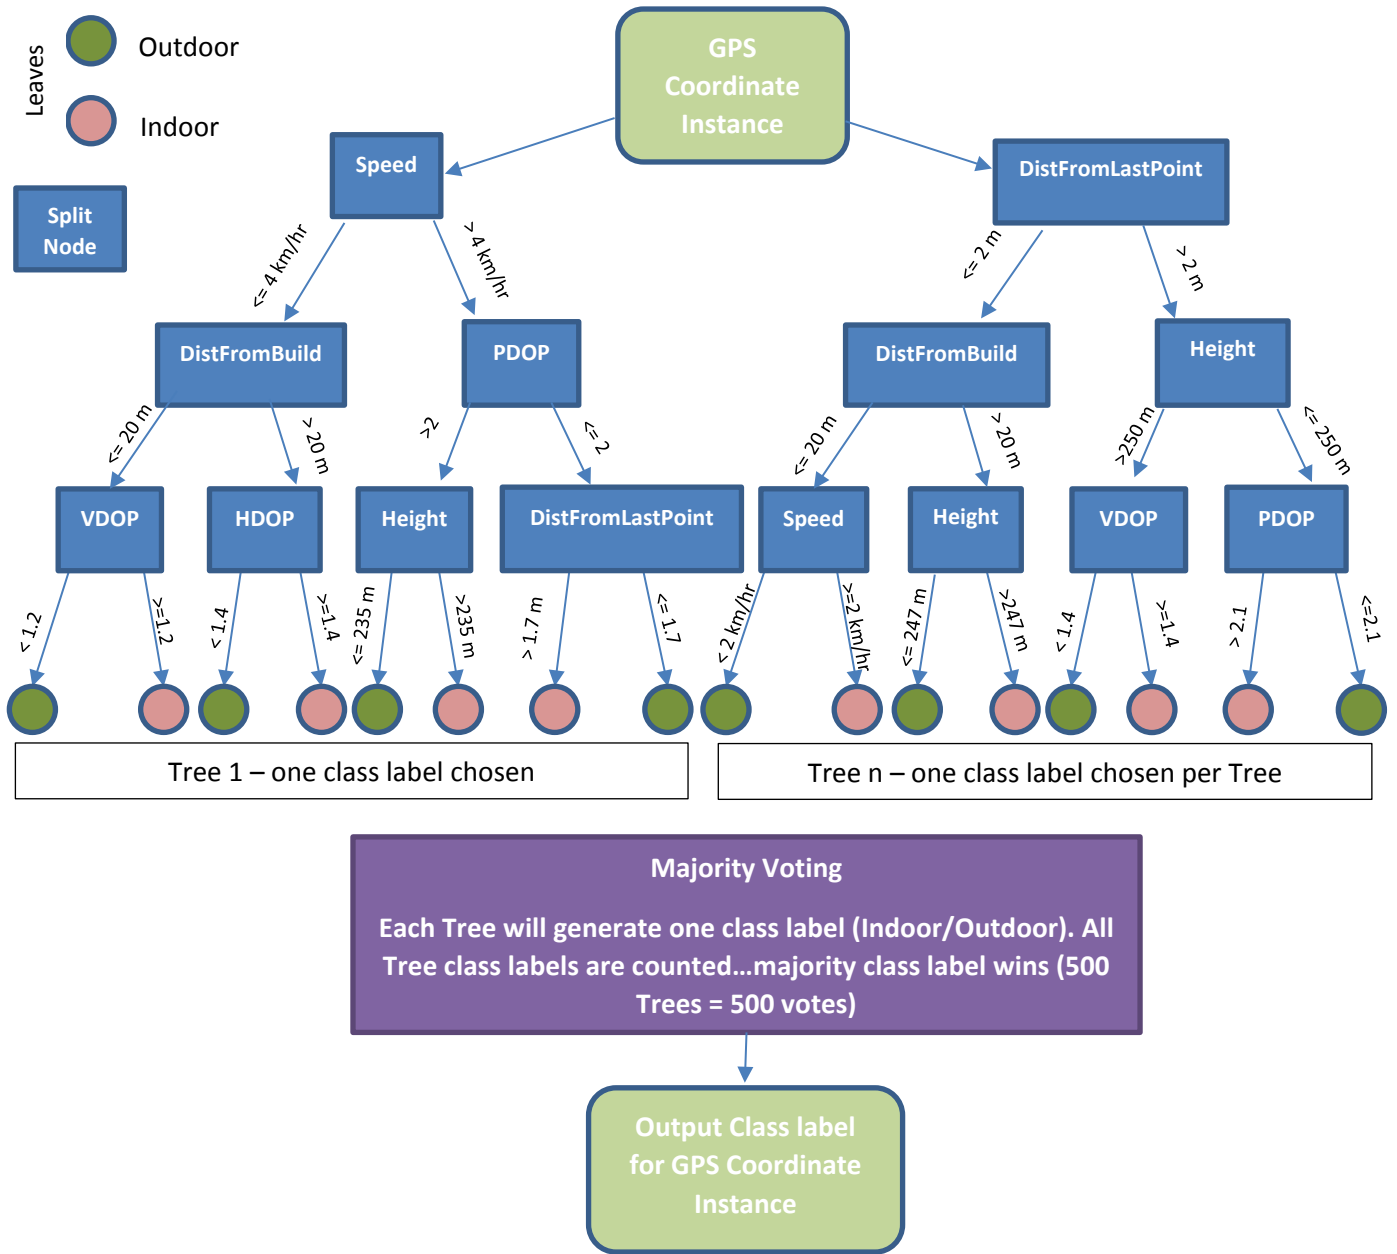 Leaves
Outdoor
Indoor
Split
Node
GPS
Coordinate
Instance
Speed
DistFromLastPoint
<= 4 km/hr
> 4 km/hr
<= 2 m
> 2 m
DistFromBuild
PDOP
DistFromBuild
Height
<= 20 m
> 20 m
>2
<= 2
<= 20 m
> 20 m
>250 m
<= 250 m
VDOP
HDOP
Height
DistFromLastPoint
Speed
Height
VDOP
PDOP
< 1.2
>=1.2
< 1.4
>=1.4
<= 235 m
>235 m
> 1.7 m
<= 1.7
< 2 km/hr
>=2 km/hr
<= 247 m
>247 m
< 1.4
>=1.4
> 2.1
<=2.1
Tree 1 – one class label chosen
Tree n – one class label chosen per Tree
Majority Voting
Each Tree will generate one class label (Indoor/Outdoor). All
Tree class labels are counted…majority class label wins (500
Trees = 500 votes)
Output Class label
for GPS Coordinate
Instance